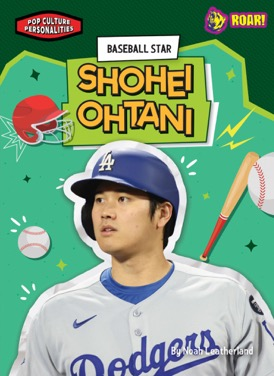 POP CULTURE
PERSONALITIES
ROAR!
BASEBALL STAR
SHOHEI
OHTANI
LA
Dodgers
By Noah Leatherland